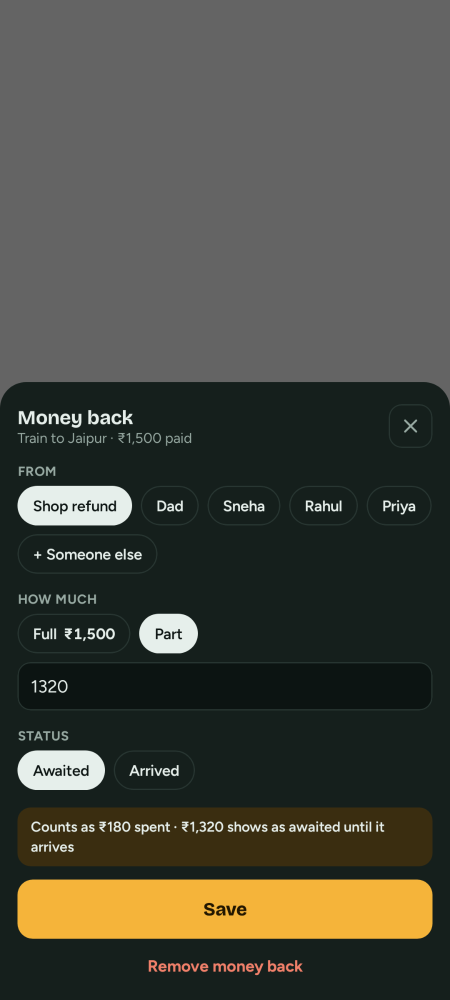 Money back
Train to Jaipur · ₹1,500 paid
FROM
Shop refund Dad Sneha Rahul Priya
+ Someone else
HOW MUCH
Full ₹1,500 Part
1320
STATUS
Awaited Arrived
Counts as ₹180 spent · ₹1,320 shows as awaited until it
arrives
Save
Remove money back